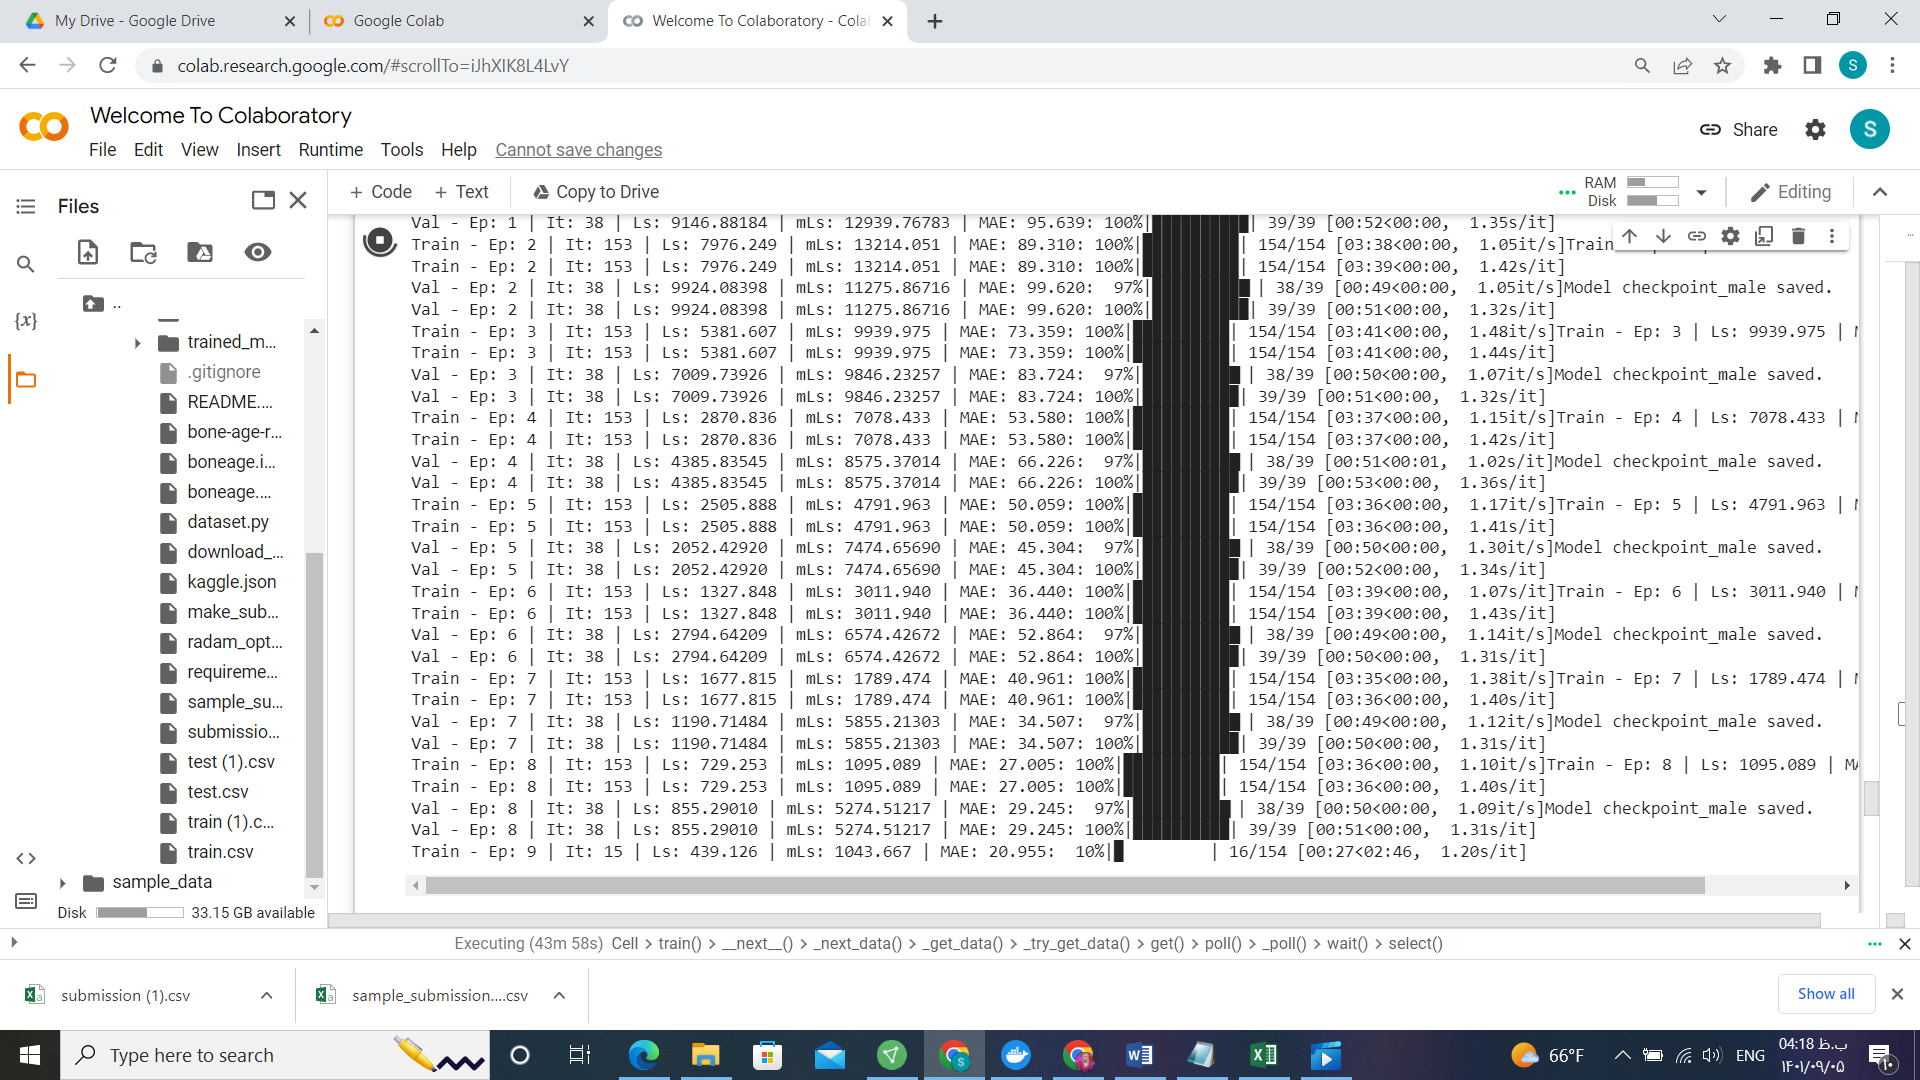 My Drive - Google Drive
Google Colab
Welcome To Colaboratory - Cola
colab.research.google.com/#scrollTo=iJhXIK8L4LvY
S
Welcome To Colaboratory
File Edit View Insert Runtime Tools Help Cannot save changes
Share
S
Files
+ Code + Text Copy to Drive
RAM
Disk
Editing
..
trained_m...
.gitignore
README....
bone-age-r...
boneage.i...
boneage....
dataset.py
download_...
kaggle.json
make_sub...
radam_opt...
requireme...
sample_su...
submissio...
test (1).csv
test.csv
train (1).c...
train.csv
sample_data
Disk 33.15 GB available
{x}
<>
Val - Ep: 1 | It: 38 | Ls: 9146.88184 | mLs: 12939.76783 | MAE: 95.639: 100%|██████████| 39/39 [00:52<00:00, 1.35s/it]
Train - Ep: 2 | It: 153 | Ls: 7976.249 | mLs: 13214.051 | MAE: 89.310: 100%|██████████| 154/154 [03:38<00:00, 1.05it/s]Train
Train - Ep: 2 | It: 153 | Ls: 7976.249 | mLs: 13214.051 | MAE: 89.310: 100%|██████████| 154/154 [03:39<00:00, 1.42s/it]
Val - Ep: 2 | It: 38 | Ls: 9924.08398 | mLs: 11275.86716 | MAE: 99.620: 97%|██████████ | 38/39 [00:49<00:00, 1.05it/s]Model checkpoint_male saved.
Val - Ep: 2 | It: 38 | Ls: 9924.08398 | mLs: 11275.86716 | MAE: 99.620: 100%|██████████| 39/39 [00:51<00:00, 1.32s/it]
Train - Ep: 3 | It: 153 | Ls: 5381.607 | mLs: 9939.975 | MAE: 73.359: 100%|██████████| 154/154 [03:41<00:00, 1.48it/s]Train - Ep: 3 | Ls: 9939.975 |
Train - Ep: 3 | It: 153 | Ls: 5381.607 | mLs: 9939.975 | MAE: 73.359: 100%|██████████| 154/154 [03:41<00:00, 1.44s/it]
Val - Ep: 3 | It: 38 | Ls: 7009.73926 | mLs: 9846.23257 | MAE: 83.724: 97%|██████████ | 38/39 [00:50<00:00, 1.07it/s]Model checkpoint_male saved.
Val - Ep: 3 | It: 38 | Ls: 7009.73926 | mLs: 9846.23257 | MAE: 83.724: 100%|██████████| 39/39 [00:51<00:00, 1.32s/it]
Train - Ep: 4 | It: 153 | Ls: 2870.836 | mLs: 7078.433 | MAE: 53.580: 100%|██████████| 154/154 [03:37<00:00, 1.15it/s]Train - Ep: 4 | Ls: 7078.433 |
Train - Ep: 4 | It: 153 | Ls: 2870.836 | mLs: 7078.433 | MAE: 53.580: 100%|██████████| 154/154 [03:37<00:00, 1.42s/it]
Val - Ep: 4 | It: 38 | Ls: 4385.83545 | mLs: 8575.37014 | MAE: 66.226: 97%|██████████ | 38/39 [00:51<00:01, 1.02s/it]Model checkpoint_male saved.
Val - Ep: 4 | It: 38 | Ls: 4385.83545 | mLs: 8575.37014 | MAE: 66.226: 100%|██████████| 39/39 [00:53<00:00, 1.36s/it]
Train - Ep: 5 | It: 153 | Ls: 2505.888 | mLs: 4791.963 | MAE: 50.059: 100%|██████████| 154/154 [03:36<00:00, 1.17it/s]Train - Ep: 5 | Ls: 4791.963 |
Train - Ep: 5 | It: 153 | Ls: 2505.888 | mLs: 4791.963 | MAE: 50.059: 100%|██████████| 154/154 [03:36<00:00, 1.41s/it]
Val - Ep: 5 | It: 38 | Ls: 2052.42920 | mLs: 7474.65690 | MAE: 45.304: 97%|██████████ | 38/39 [00:50<00:00, 1.30it/s]Model checkpoint_male saved.
Val - Ep: 5 | It: 38 | Ls: 2052.42920 | mLs: 7474.65690 | MAE: 45.304: 100%|██████████| 39/39 [00:52<00:00, 1.34s/it]
Train - Ep: 6 | It: 153 | Ls: 1327.848 | mLs: 3011.940 | MAE: 36.440: 100%|██████████| 154/154 [03:39<00:00, 1.07it/s]Train - Ep: 6 | Ls: 3011.940 |
Train - Ep: 6 | It: 153 | Ls: 1327.848 | mLs: 3011.940 | MAE: 36.440: 100%|██████████| 154/154 [03:39<00:00, 1.43s/it]
Val - Ep: 6 | It: 38 | Ls: 2794.64209 | mLs: 6574.42672 | MAE: 52.864: 97%|██████████ | 38/39 [00:49<00:00, 1.14it/s]Model checkpoint_male saved.
Val - Ep: 6 | It: 38 | Ls: 2794.64209 | mLs: 6574.42672 | MAE: 52.864: 100%|██████████| 39/39 [00:50<00:00, 1.31s/it]
Train - Ep: 7 | It: 153 | Ls: 1677.815 | mLs: 1789.474 | MAE: 40.961: 100%|██████████| 154/154 [03:35<00:00, 1.38it/s]Train - Ep: 7 | Ls: 1789.474 |
Train - Ep: 7 | It: 153 | Ls: 1677.815 | mLs: 1789.474 | MAE: 40.961: 100%|██████████| 154/154 [03:36<00:00, 1.40s/it]
Val - Ep: 7 | It: 38 | Ls: 1190.71484 | mLs: 5855.21303 | MAE: 34.507: 97%|██████████ | 38/39 [00:49<00:00, 1.12it/s]Model checkpoint_male saved.
Val - Ep: 7 | It: 38 | Ls: 1190.71484 | mLs: 5855.21303 | MAE: 34.507: 100%|██████████| 39/39 [00:50<00:00, 1.31s/it]
Train - Ep: 8 | It: 153 | Ls: 729.253 | mLs: 1095.089 | MAE: 27.005: 100%|██████████| 154/154 [03:36<00:00, 1.10it/s]Train - Ep: 8 | Ls: 1095.089 | MA
Train - Ep: 8 | It: 153 | Ls: 729.253 | mLs: 1095.089 | MAE: 27.005: 100%|██████████| 154/154 [03:36<00:00, 1.40s/it]
Val - Ep: 8 | It: 38 | Ls: 855.29010 | mLs: 5274.51217 | MAE: 29.245: 97%|██████████ | 38/39 [00:50<00:00, 1.09it/s]Model checkpoint_male saved.
Val - Ep: 8 | It: 38 | Ls: 855.29010 | mLs: 5274.51217 | MAE: 29.245: 100%|██████████| 39/39 [00:51<00:00, 1.31s/it]
Train - Ep: 9 | It: 15 | Ls: 439.126 | mLs: 1043.667 | MAE: 20.955: 10%|█ | 16/154 [00:27<02:46, 1.20s/it]
Executing (43m 58s) Cell > train() > __next__() > _next_data() > _get_data() > _try_get_data() > get() > poll() > _poll() > wait() > select()
submission (1).csv
sample_submission....csv
Show all
Type here to search
66°F
ENG
04:18 ب.ظ
۱۴۰۱/۰۹/۰۵